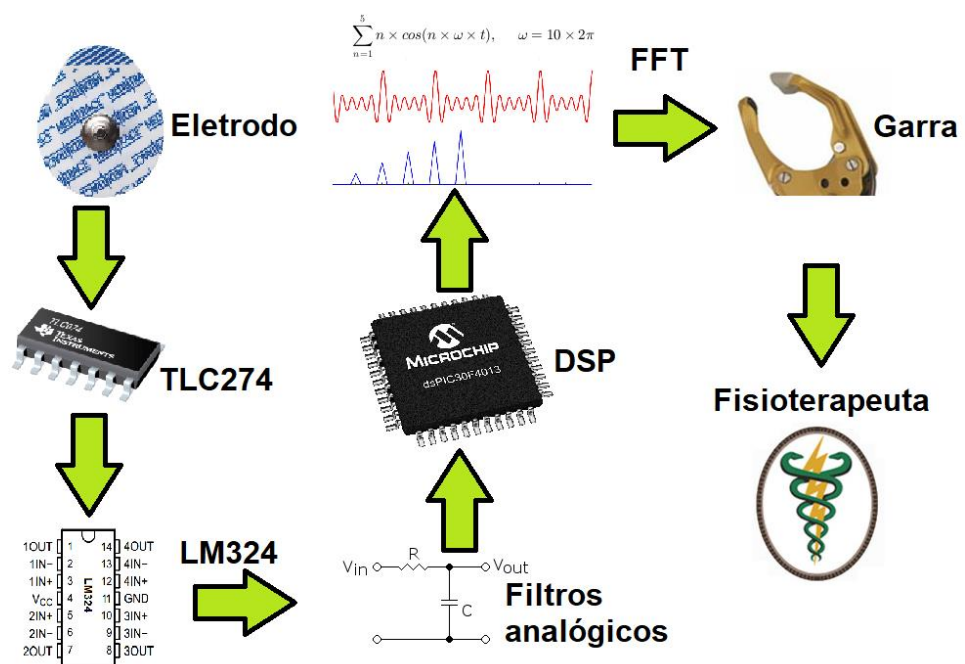 Eletrodo
TLC074
TEXAS
INSTRUMENTS
TLC274
LM324
1OUT 1 14 4OUT
1IN- 2 13 4IN-
1IN+ 3 12 4IN+
VCC 4 11 GND
2IN+ 5 10 3IN+
2IN- 6 9 3IN-
2OUT 7 8 3OUT
LM324
Vin R Vout
C
Filtros
analógicos
MICROCHIP
dsPIC30F4013
DSP
5
∑ n × cos(n × ω × t), ω = 10 × 2π
n=1
FFT
Garra
Fisioterapeuta